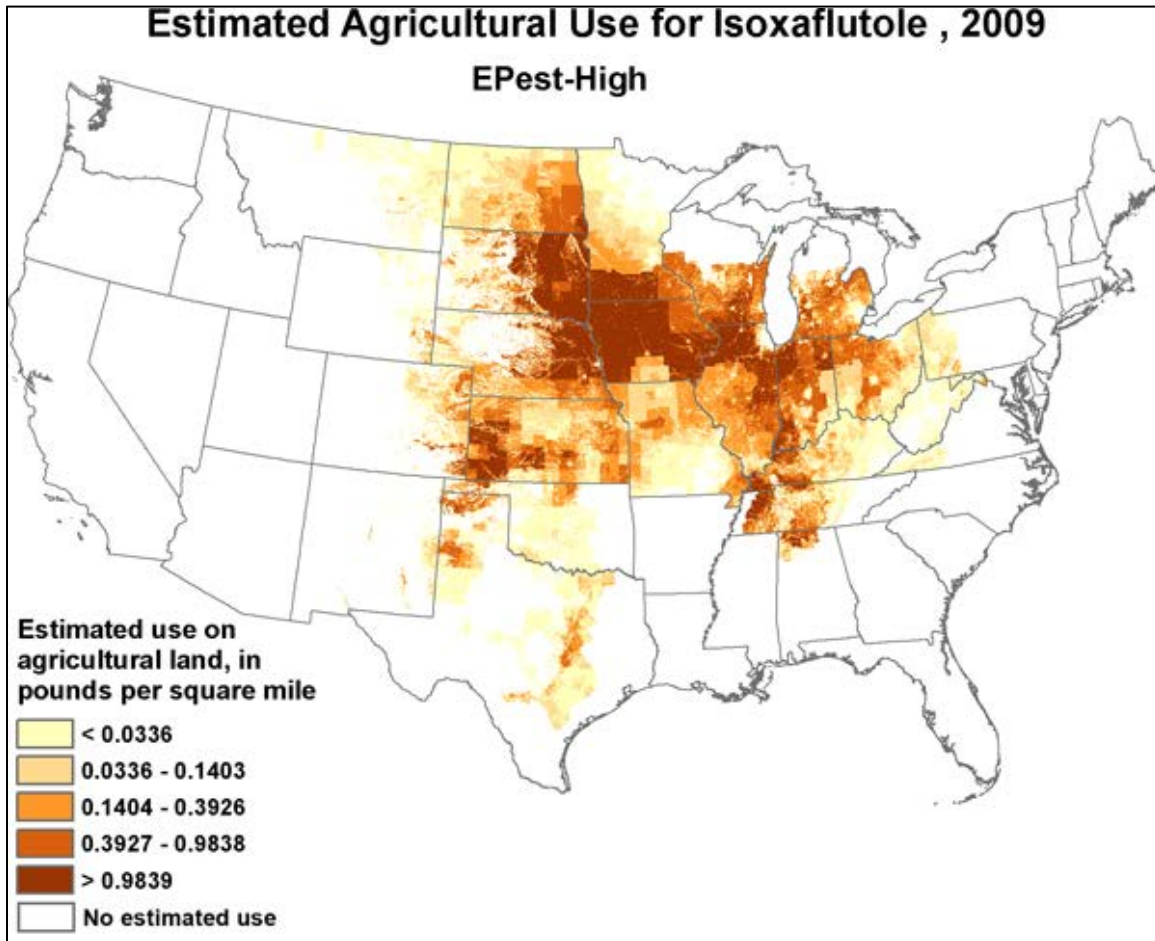 Estimated Agricultural Use for Isoxaflutole , 2009
EPest-High
Estimated use on
agricultural land, in
pounds per square mile
< 0.0336
0.0336 - 0.1403
0.1404 - 0.3926
0.3927 - 0.9838
> 0.9839
No estimated use